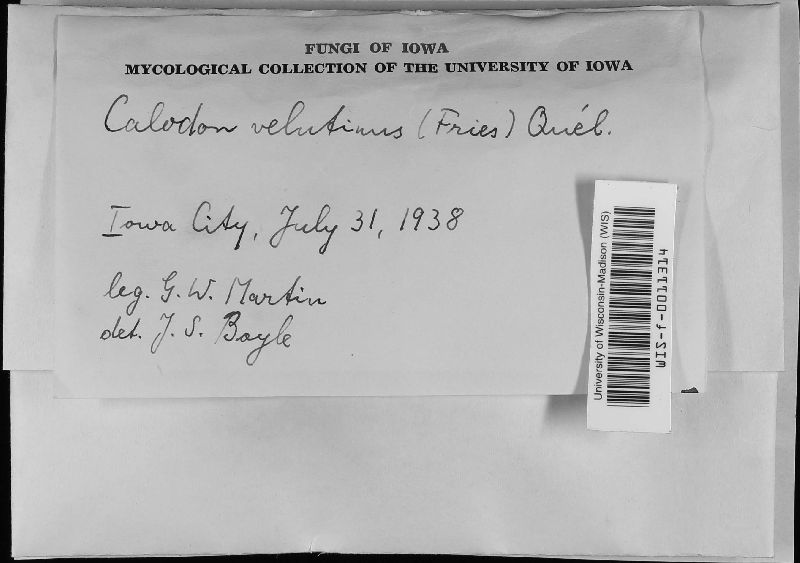 FUNGI OF IOWA
MYCOLOGICAL COLLECTION OF THE UNIVERSITY OF IOWA
Calodon velutinus (Fries) Quél.
Iowa City, July 31, 1938
leg. G. W. Martin
det. J. S. Boyle
University of Wisconsin-Madison (WIS)
WIS-f-0011314